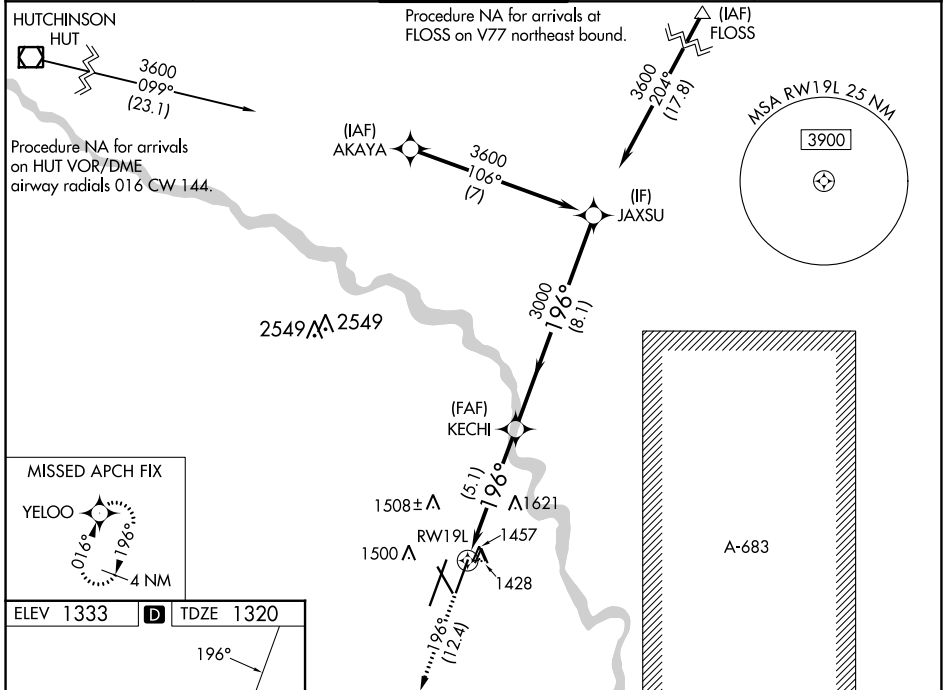 HUTCHINSON
HUT
3600
099°
(23.1)
Procedure NA for arrivals at
FLOSS on V77 northeast bound.
(IAF)
FLOSS
3600
204°
(17.8)
MSA RW19L 25 NM
3900
Procedure NA for arrivals
on HUT VOR/DME
airway radials 016 CW 144.
(IAF)
AKAYA
3600
106°
(7)
(IF)
JAXSU
3000
196°
(8.1)
2549
2549
(FAF)
KECHI
(5.1)
196°
1508±
1621
RW19L
1457
1500
1428
196°
(12.4)
A-683
MISSED APCH FIX
YELOO
016°
196°
4 NM
ELEV 1333
D
TDZE 1320
196°